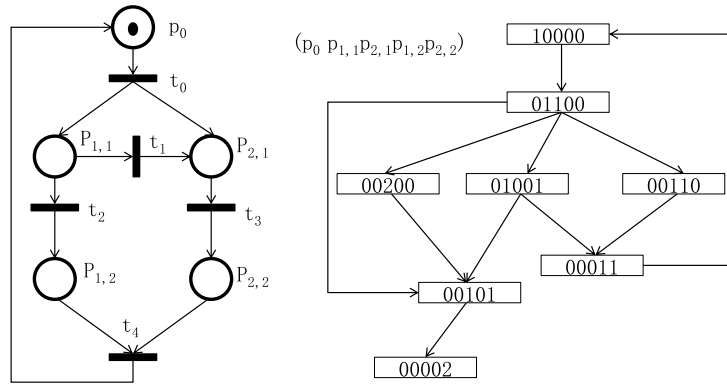 p0
t0
P1,1
t1
P2,1
t2
t3
P1,2
P2,2
t4
(p0 p1,1p2,1p1,2p2,2)
10000
01100
00200
01001
00110
00011
00101
00002